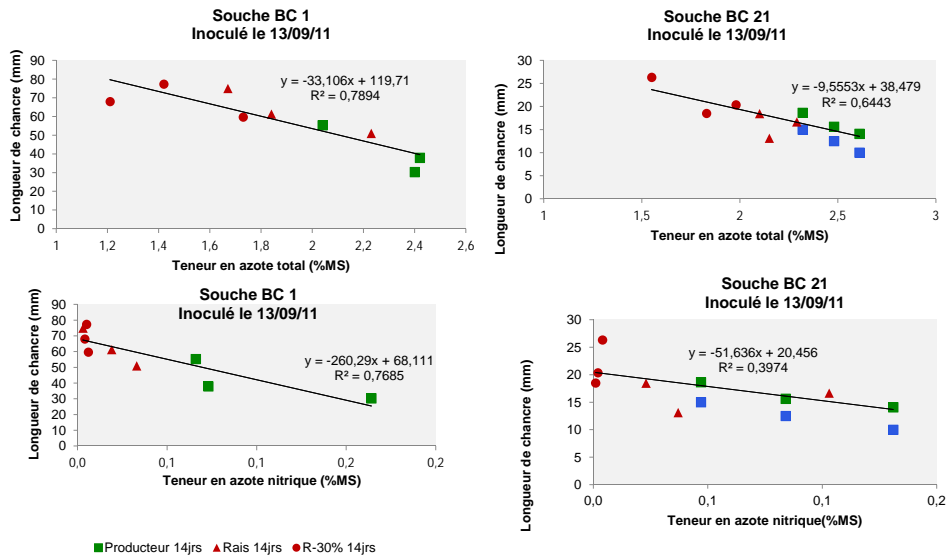 Souche BC 1
Inoculé le 13/09/11
Longueur de chancre (mm)
90
80
70
60
50
40
30
20
10
0
y = -33,106x + 119,71
R² = 0,7894
1
1,2
1,4
1,6
1,8
2
2,2
2,4
2,6
Teneur en azote total (%MS)
Souche BC 21
Inoculé le 13/09/11
Longueur de chancre (mm)
30
25
20
15
10
5
0
y = -9,5553x + 38,479
R² = 0,6443
1
1,5
2
2,5
3
Teneur en azote total (%MS)
Souche BC 1
Inoculé le 13/09/11
Longueur de chancre (mm)
90
80
70
60
50
40
30
20
10
0
y = -260,29x + 68,111
R² = 0,7685
0,0
0,1
0,1
0,2
0,2
Teneur en azote nitrique (%MS)
Souche BC 21
Inoculé le 13/09/11
Longueur de chancre (mm)
30
25
20
15
10
5
0
y = -51,636x + 20,456
R² = 0,3974
0,0
0,1
0,1
0,2
Teneur en azote nitrique(%MS)
Producteur 14jrs Rais 14jrs R-30% 14jrs